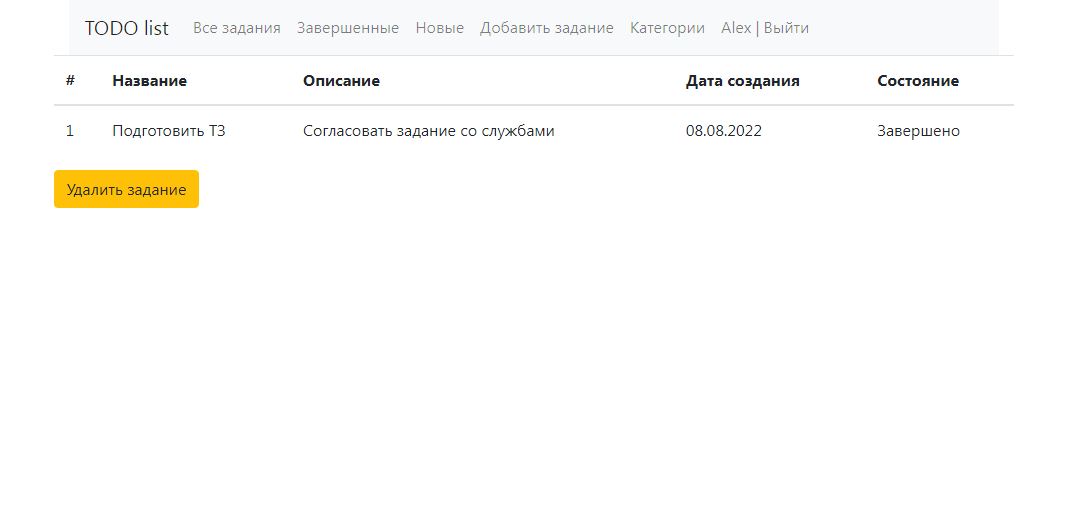 TODO list Все задания Завершенные Новые Добавить задание Категории Alex | Выйти
# Название Описание Дата создания Состояние
1 Подготовить ТЗ Согласовать задание со службами 08.08.2022 Завершено
Удалить задание